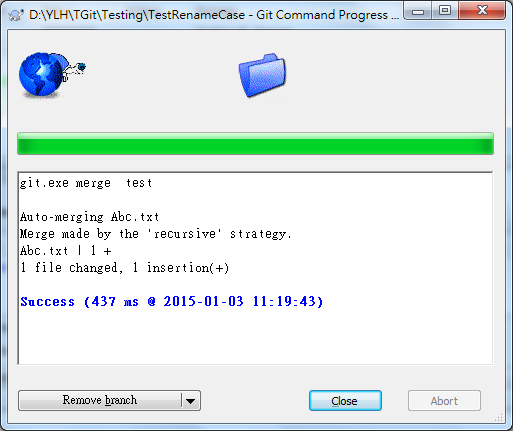 D:\YLH\TGit\Testing\TestRenameCase - Git Command Progress ...
git.exe merge  test
Auto-merging Abc.txt
Merge made by the 'recursive' strategy.
Abc.txt | 1 +
1 file changed, 1 insertion(+)
Success (437 ms @ 2015-01-03 11:19:43)
Remove branch
Close
Abort